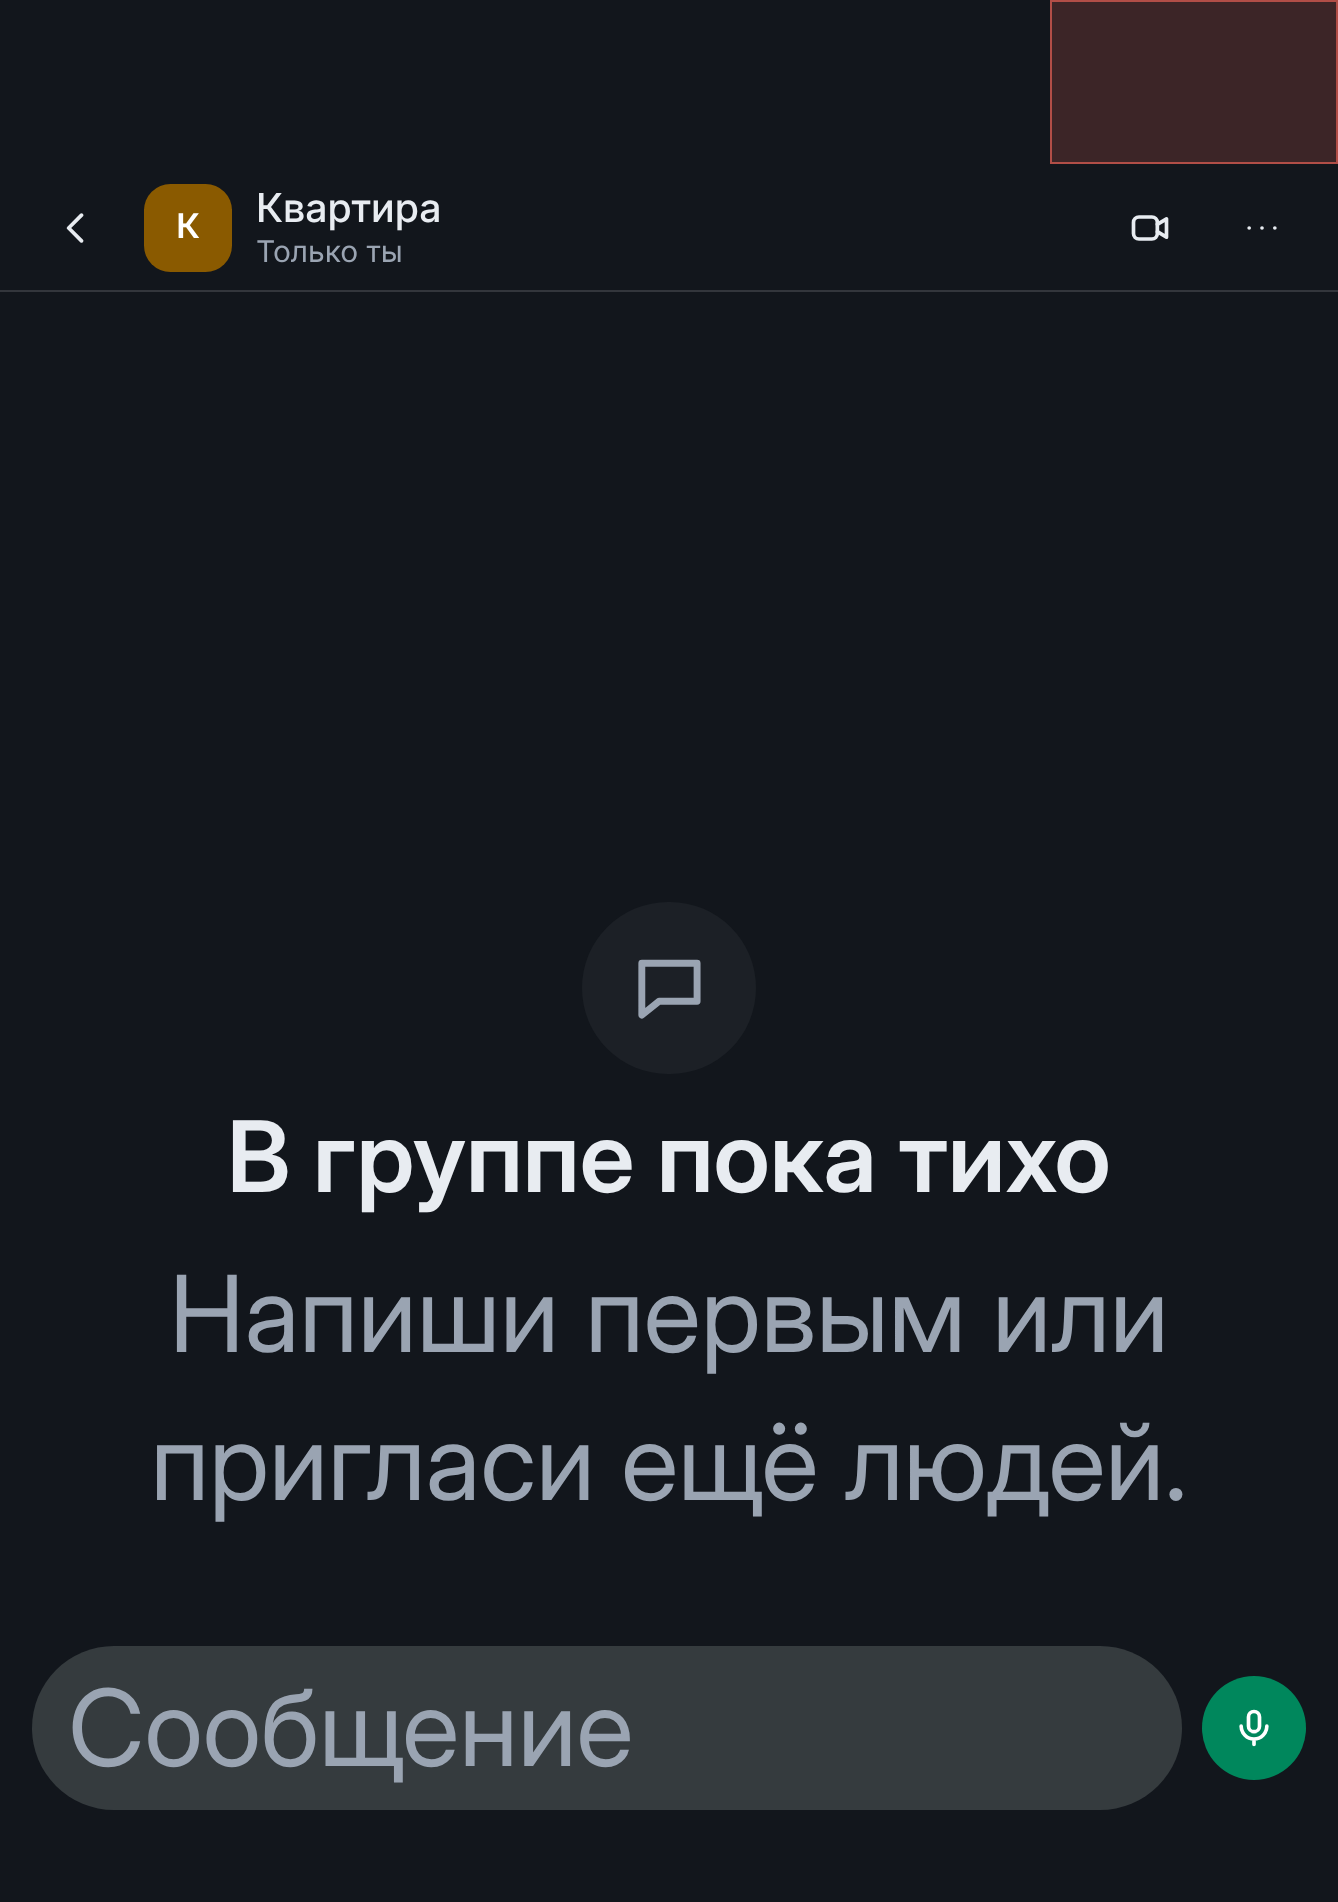 К
Квартира
Только ты
В группе пока тихо
Напиши первым или
пригласи ещё людей.
Сообщение